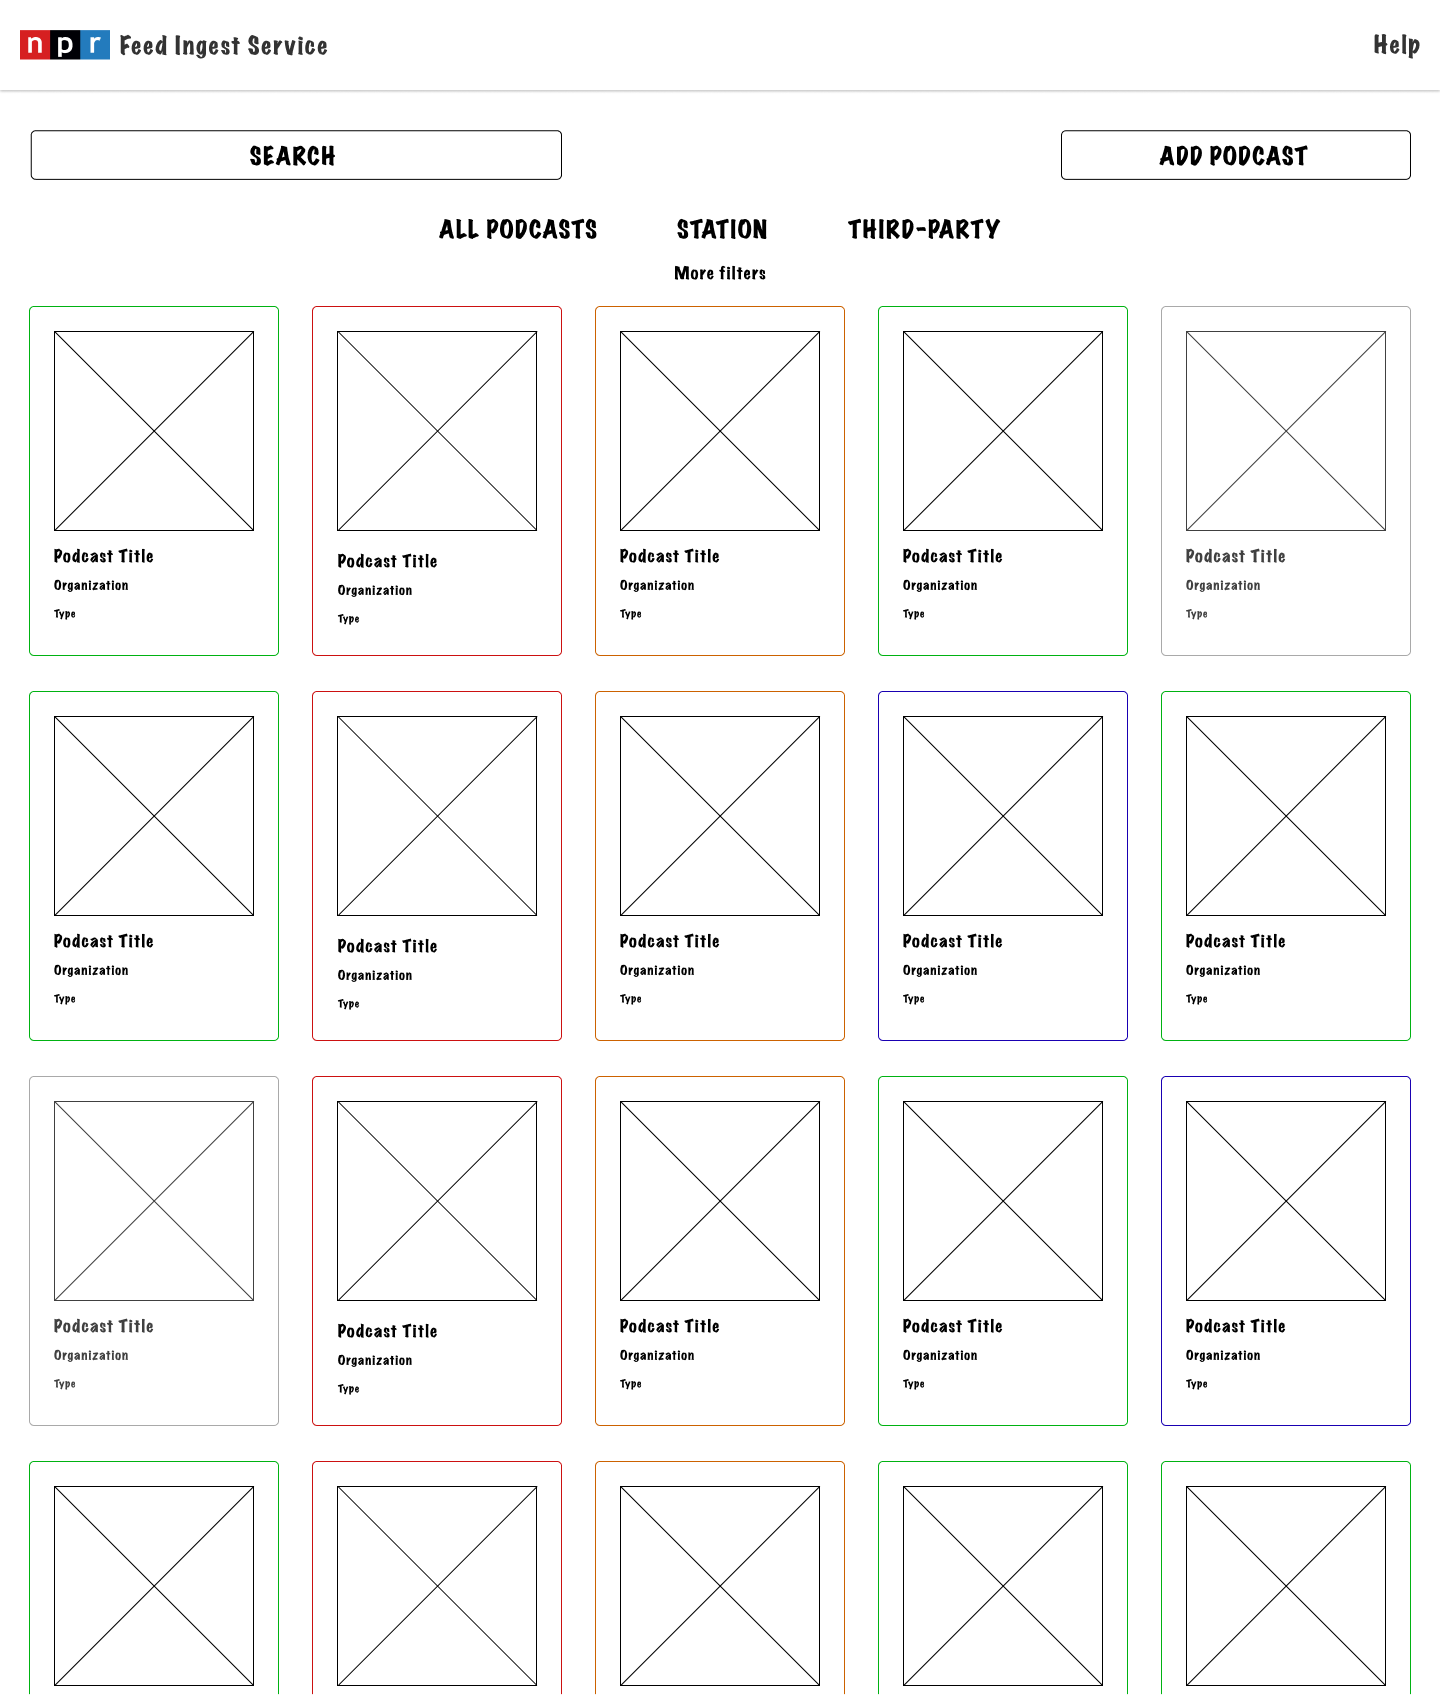 npr Feed Ingest Service Help
SEARCH ADD PODCAST
ALL PODCASTS STATION THIRD-PARTY
More filters
Podcast Title Podcast Title Podcast Title Podcast Title Podcast Title
Organization Organization Organization Organization Organization
Type Type Type Type Type
Podcast Title Podcast Title Podcast Title Podcast Title Podcast Title
Organization Organization Organization Organization Organization
Type Type Type Type Type
Podcast Title Podcast Title Podcast Title Podcast Title Podcast Title
Organization Organization Organization Organization Organization
Type Type Type Type Type